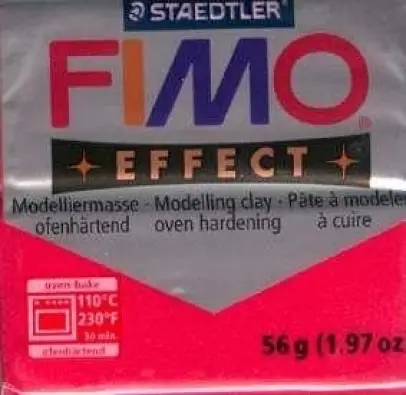 STAEDTLER
FIMO
EFFECT
Modelliermasse · Modelling clay · Pâte à modeler
ofenhärtend oven hardening à cuire
oven-bake
110°C
230°F
30 min.
ofenhärtend
56 g (1.97 oz